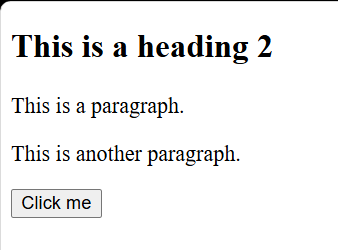 This is a heading 2
This is a paragraph.
This is another paragraph.
Click me